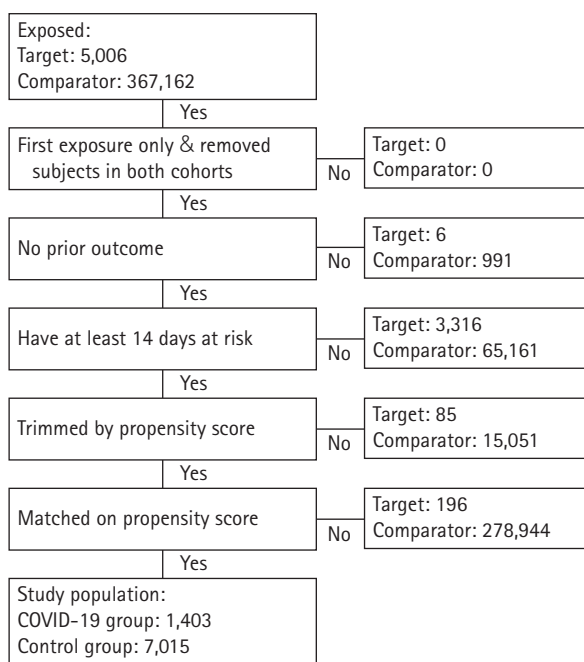 Exposed:
Target: 5,006
Comparator: 367,162
Yes
First exposure only & removed
subjects in both cohorts
No
Target: 0
Comparator: 0
Yes
No prior outcome
No
Target: 6
Comparator: 991
Yes
Have at least 14 days at risk
No
Target: 3,316
Comparator: 65,161
Yes
Trimmed by propensity score
No
Target: 85
Comparator: 15,051
Yes
Matched on propensity score
No
Target: 196
Comparator: 278,944
Yes
Study population:
COVID-19 group: 1,403
Control group: 7,015